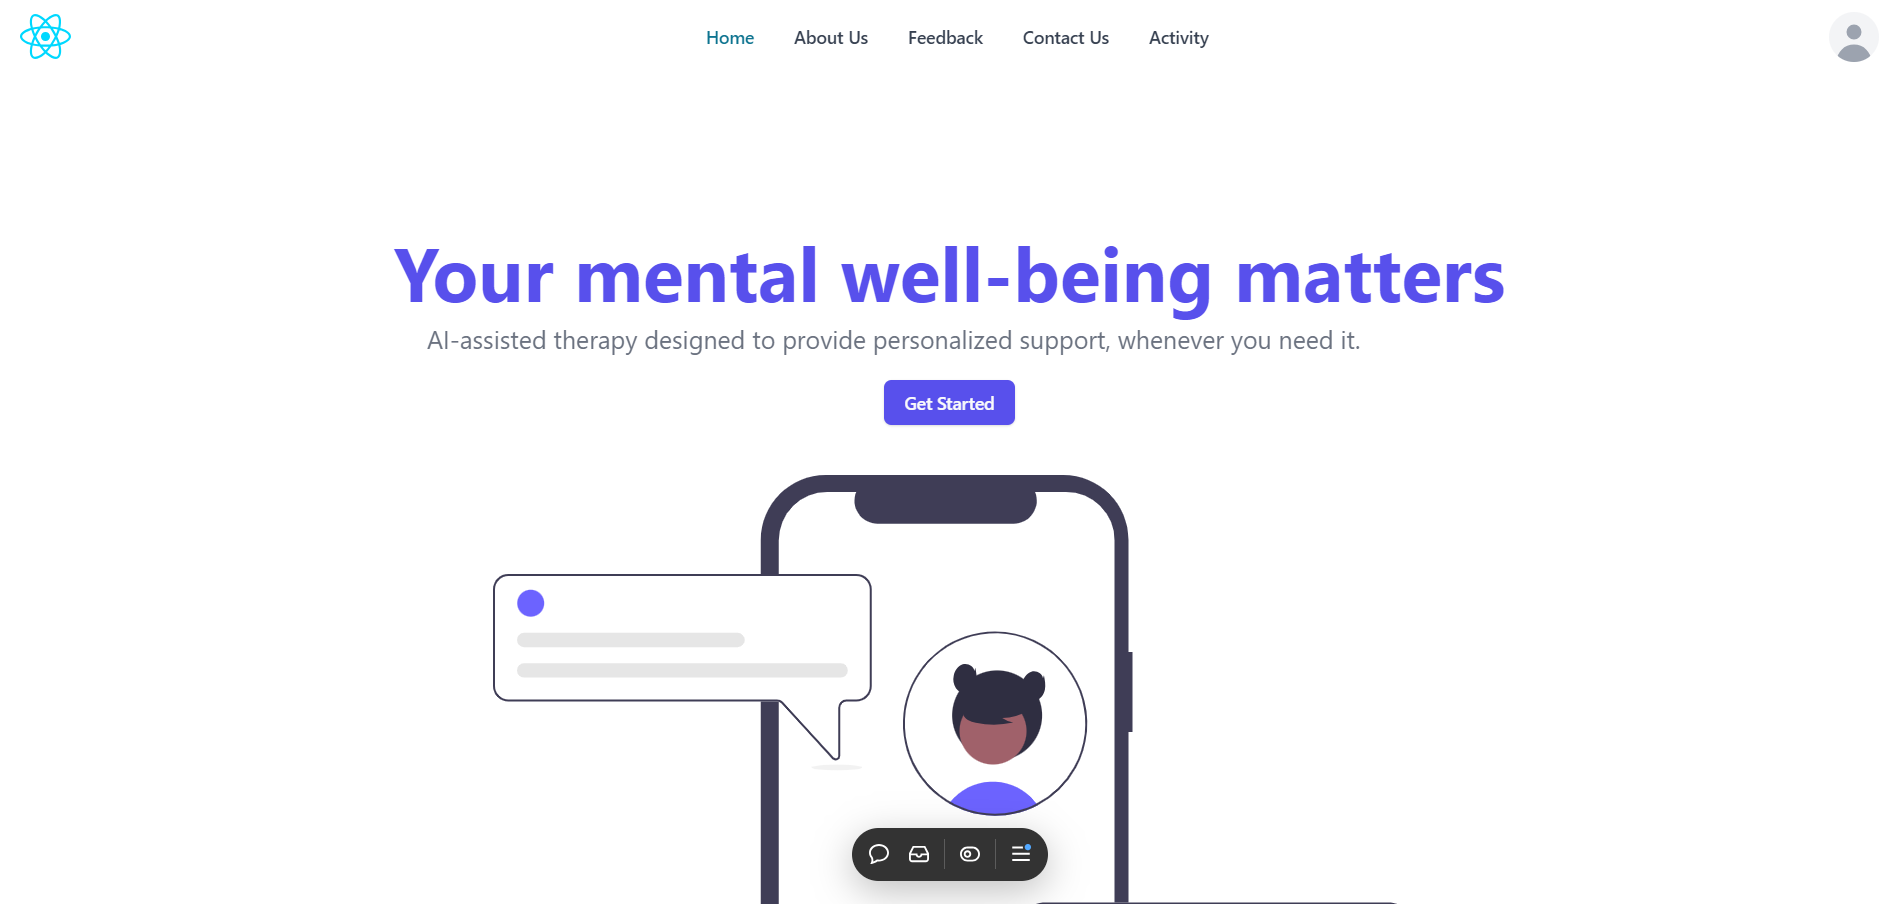 Home About Us Feedback Contact Us Activity
Your mental well-being matters
AI-assisted therapy designed to provide personalized support, whenever you need it.
Get Started